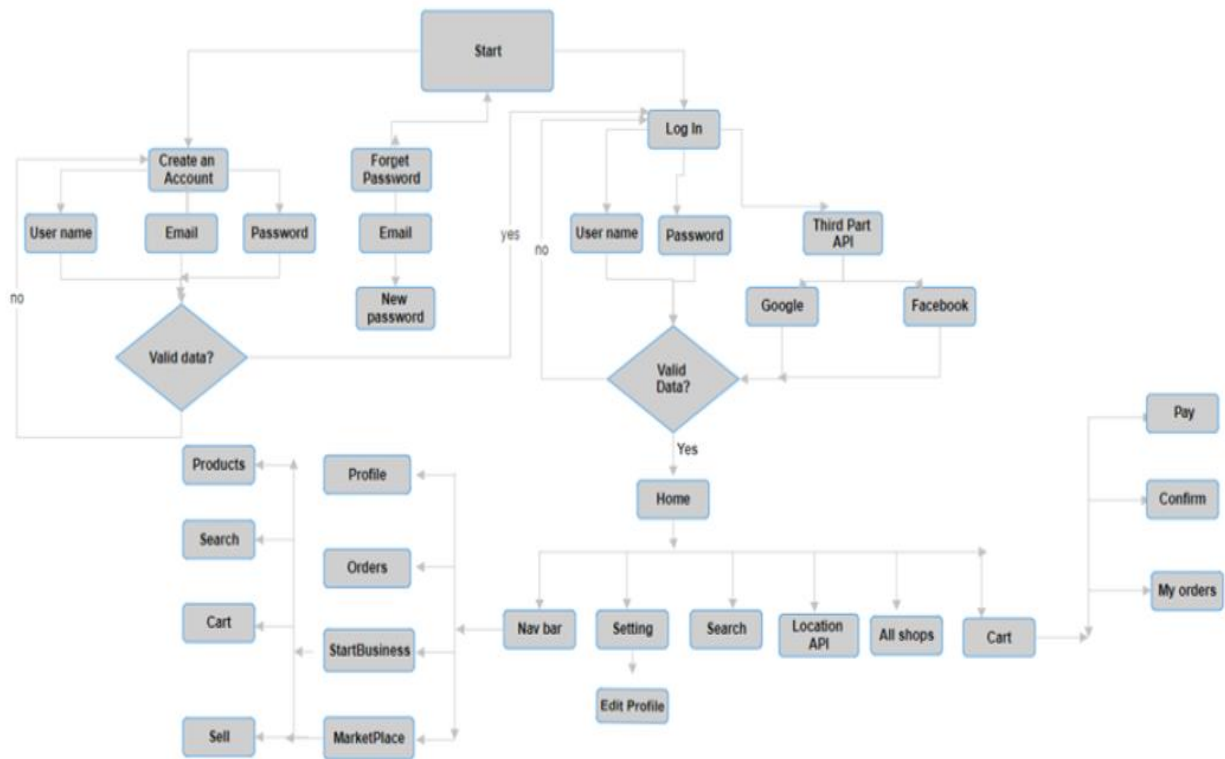 Start
Log In
Create an
Account
Forget
Password
User name
Email
Password
Email
yes
User name
Password
no
Third Part
API
no
New
password
Google
Facebook
Valid data?
Valid
Data?
Pay
Yes
Products
Profile
Home
Confirm
Search
Orders
My orders
Cart
StartBusiness
Nav bar
Setting
Search
Location
API
All shops
Cart
Edit Profile
Sell
MarketPlace